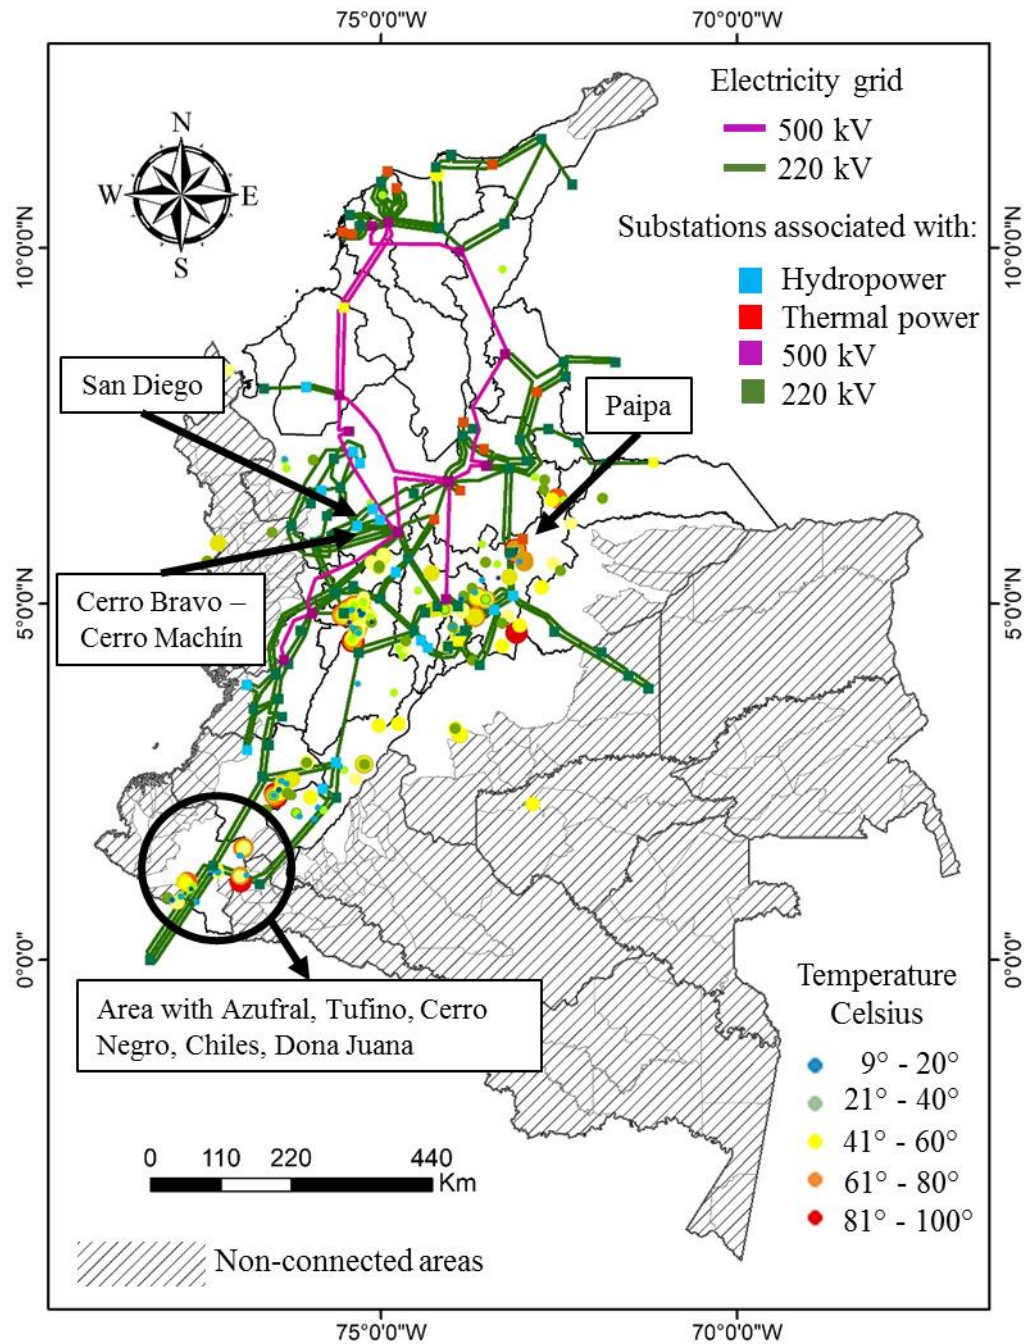 75°0'0"W
70°0'0"W
Electricity grid
500 kV
220 kV
N
W
E
S
Substations associated with:
10°0'0"N
10°0'0"N
Hydropower
Thermal power
500 kV
220 kV
San Diego
Paipa
Cerro Bravo –
Cerro Machín
5°0'0"N
5°0'0"N
0°0'0"
0°0'0"
Area with Azufral, Tufino, Cerro
Negro, Chiles, Dona Juana
Temperature
Celsius
9° - 20°
21° - 40°
41° - 60°
61° - 80°
81° - 100°
0 110 220 440
Km
Non-connected areas
75°0'0"W
70°0'0"W